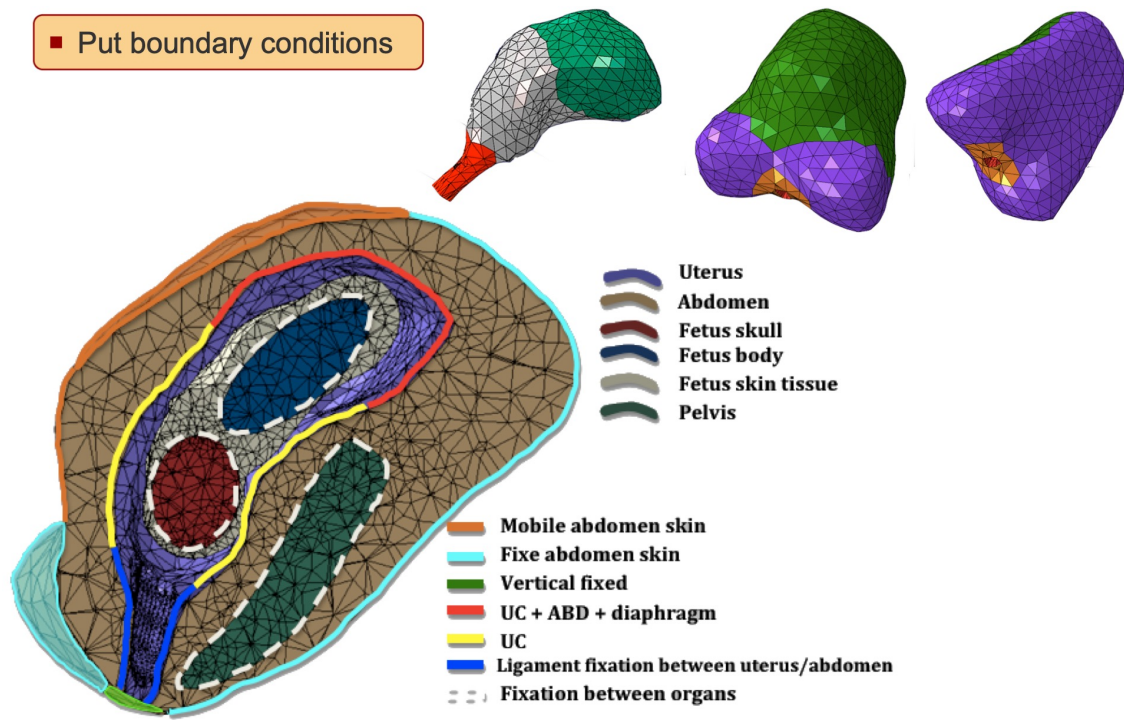 Put boundary conditions
Uterus
Abdomen
Fetus skull
Fetus body
Fetus skin tissue
Pelvis
Mobile abdomen skin
Fixe abdomen skin
Vertical fixed
UC + ABD + diaphragm
UC
Ligament fixation between uterus/abdomen
Fixation between organs